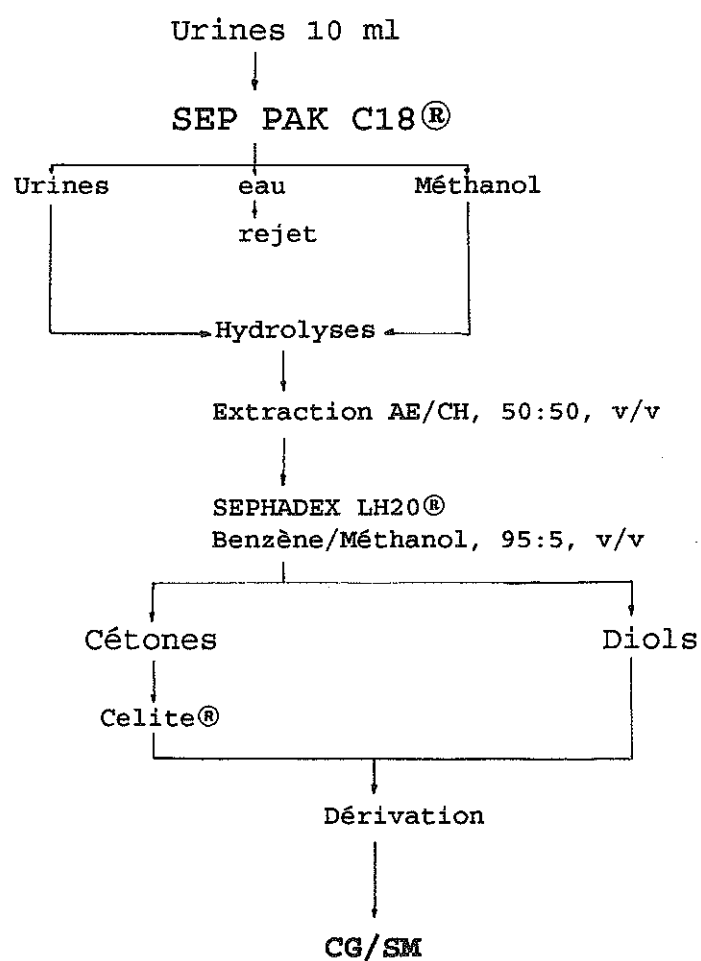 Urines 10 ml
SEP PAK C18®
Urines eau Méthanol
rejet
Hydrolyses
Extraction AE/CH, 50:50, v/v
SEPHADEX LH20®
Benzène/Méthanol, 95:5, v/v
Cétones Diols
Celite®
Dérivation
CG/SM